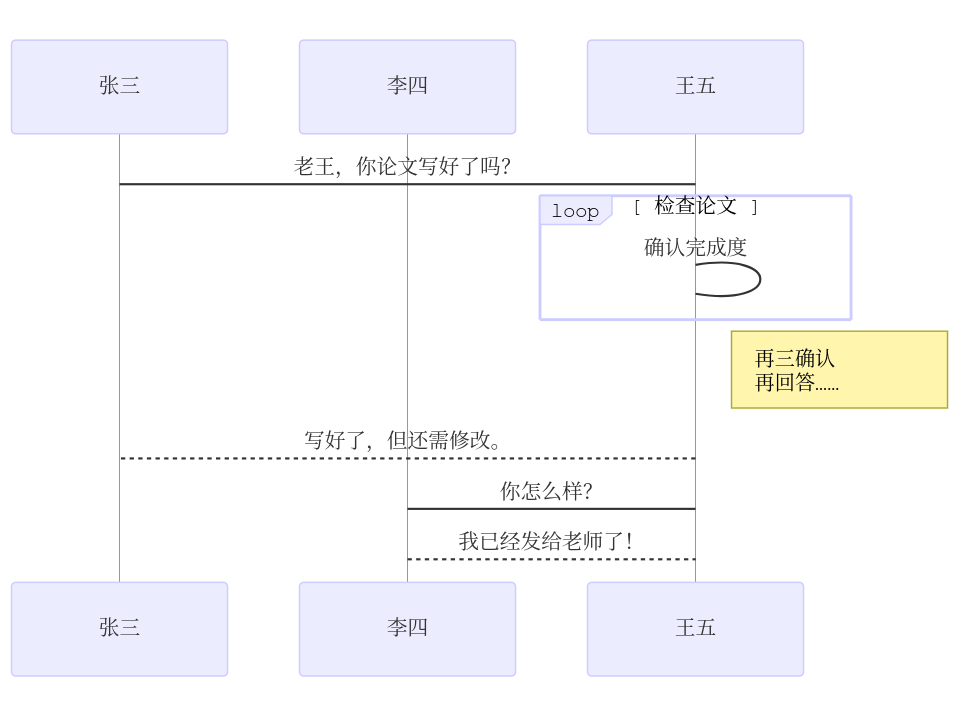 张三
李四
王五
老王，你论文写好了吗？
loop
[ 检查论文 ]
确认完成度
再三确认
再回答……
写好了，但还需修改。
你怎么样？
我已经发给老师了！
张三
李四
王五